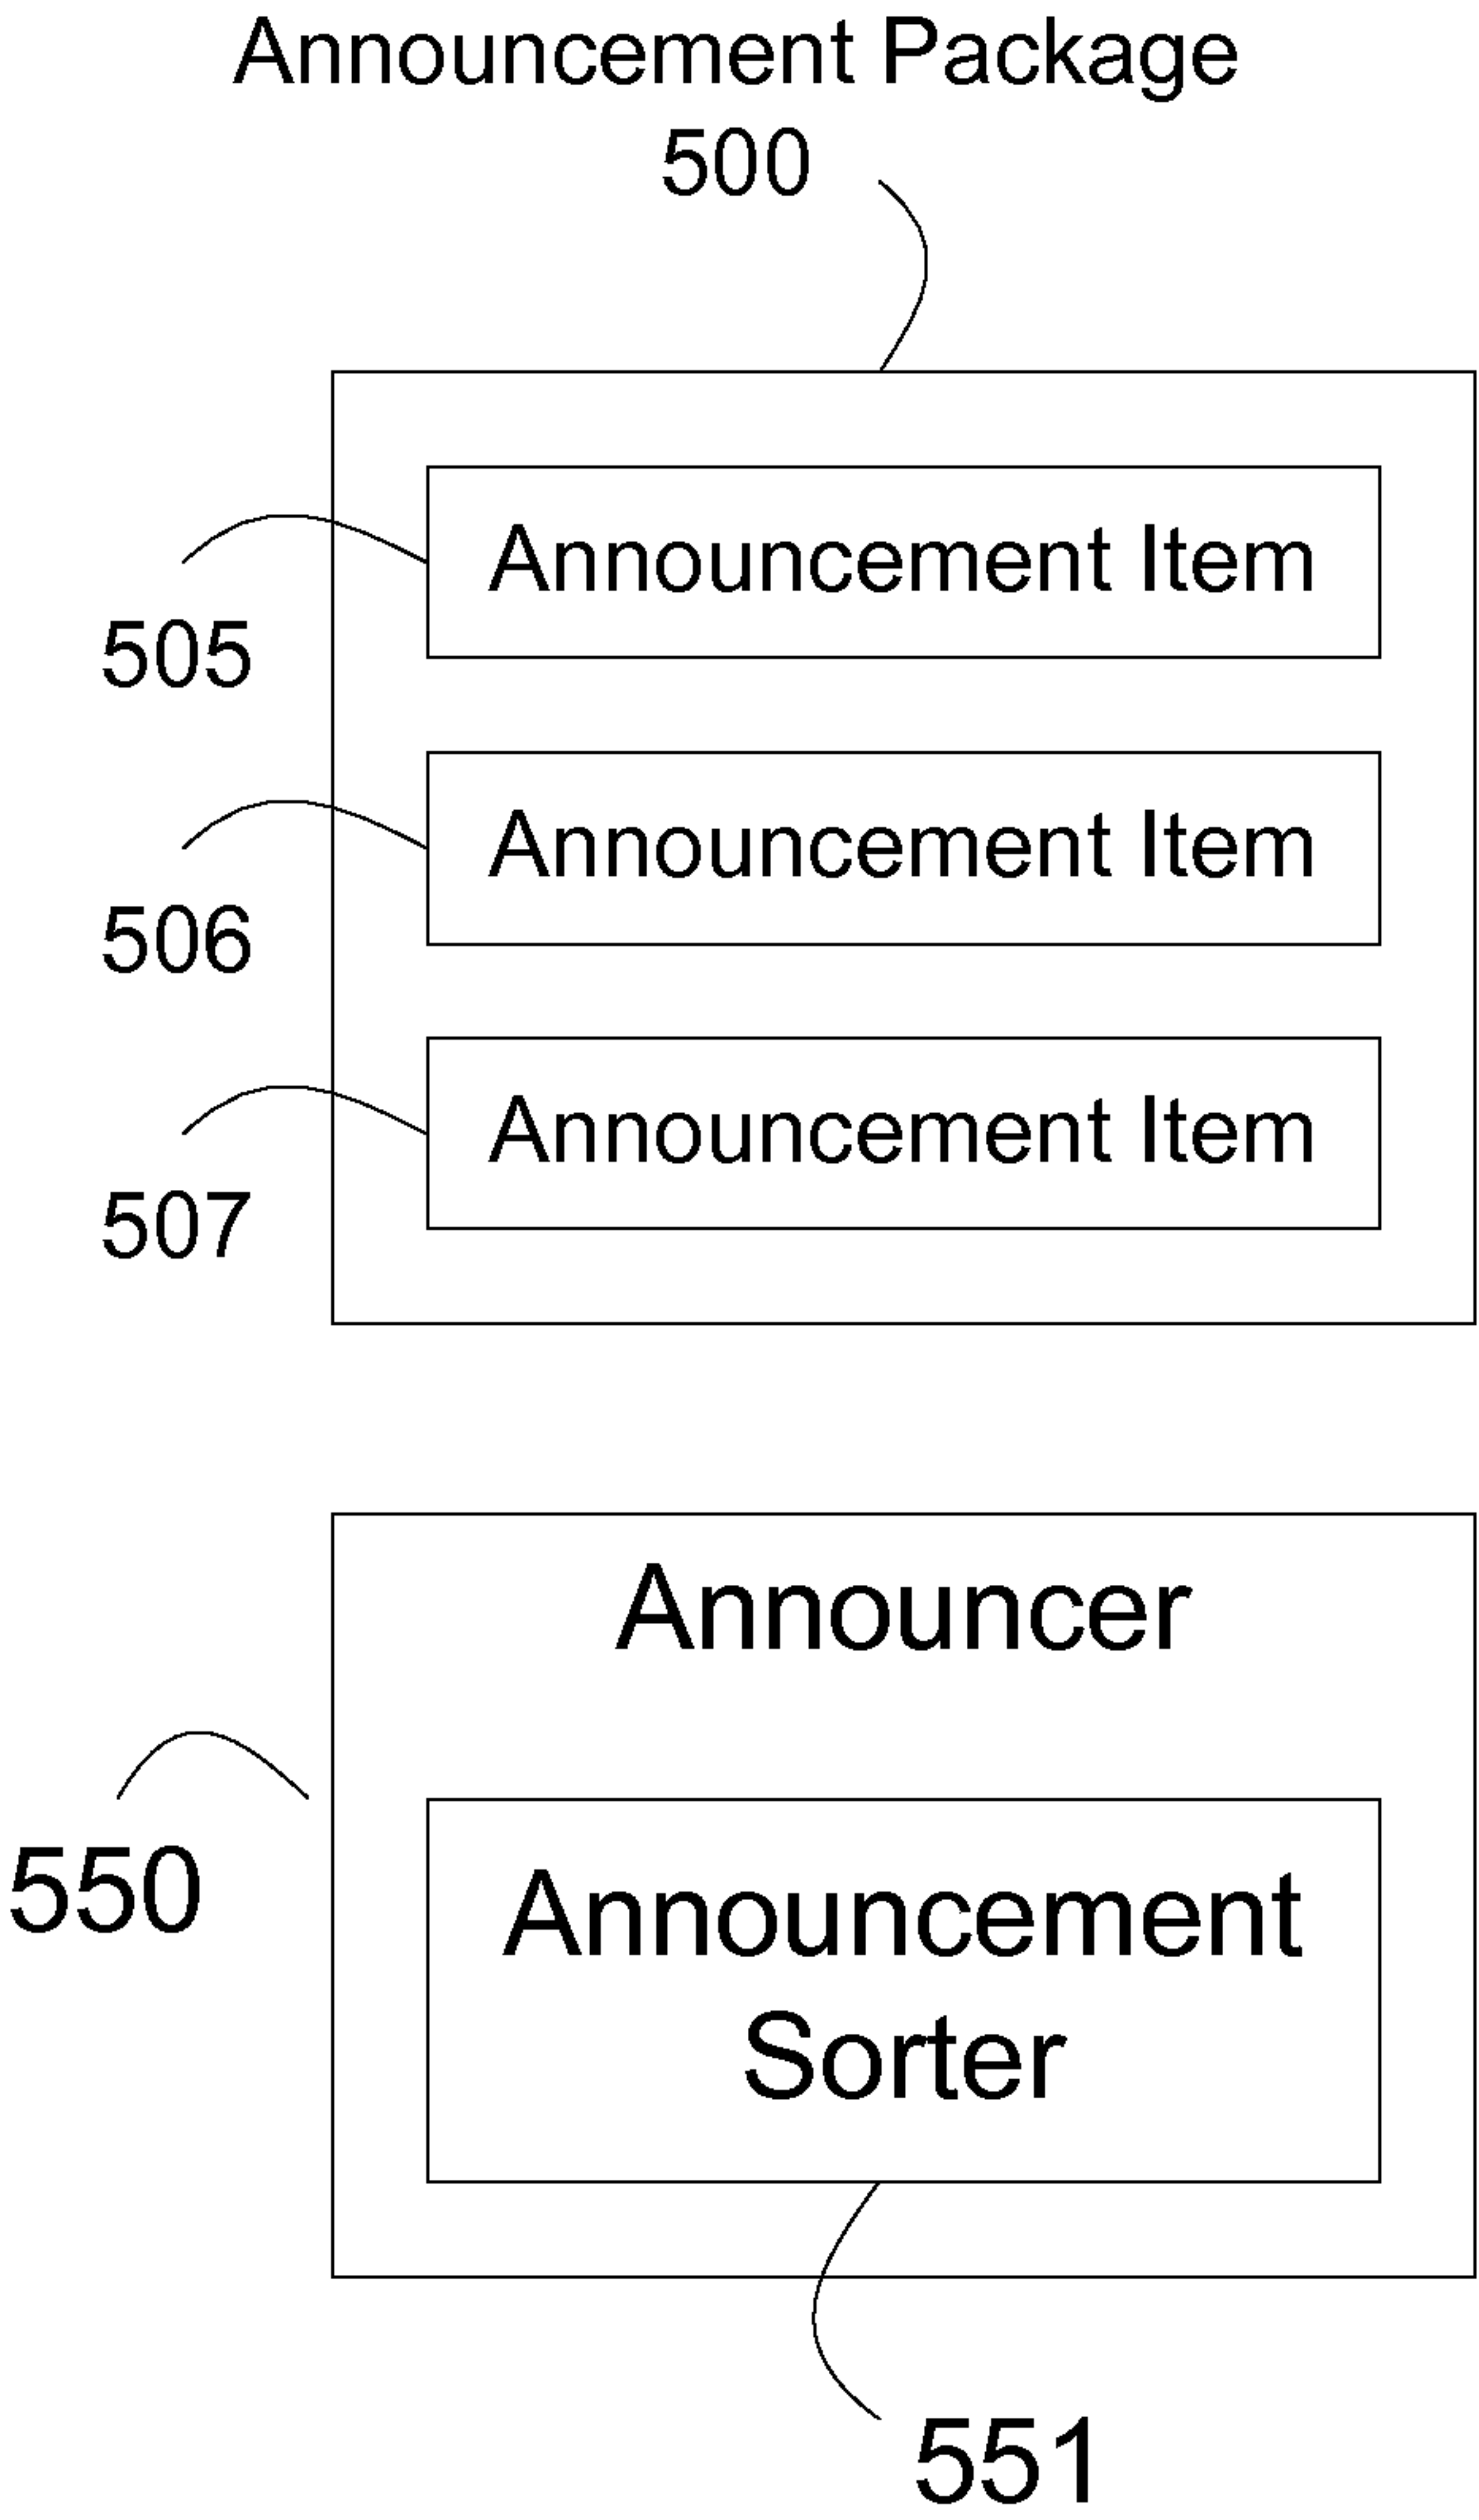 Announcement Package
500
Announcement Item
505
Announcement Item
506
Announcement Item
507
Announcer
550
Announcement
Sorter
551